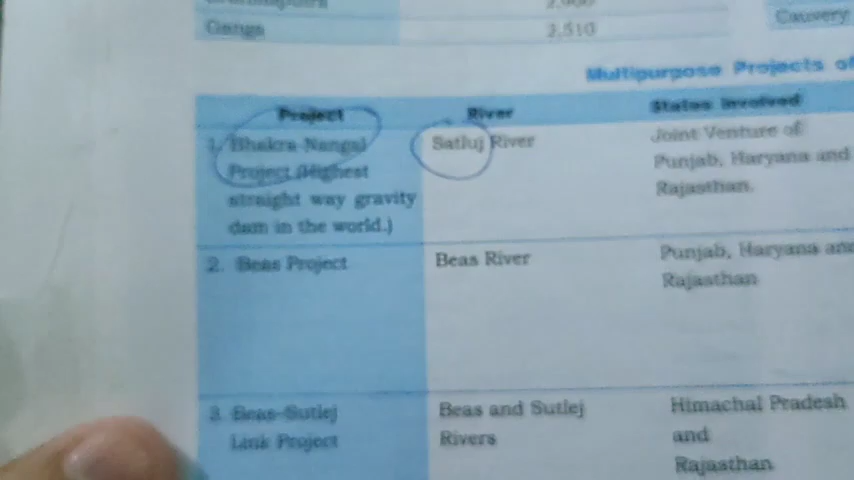 Ganga 2,510
Cauvery
Multipurpose Projects of
Project River States Involved
1. Bhakra Nangal Satluj River Joint Venture of
Project (Highest Punjab, Haryana and
straight way gravity Rajasthan.
dam in the world.)
2. Beas Project Beas River Punjab, Haryana and
Rajasthan
3. Beas-Sutlej Beas and Sutlej Himachal Pradesh
Link Project Rivers and
Rajasthan